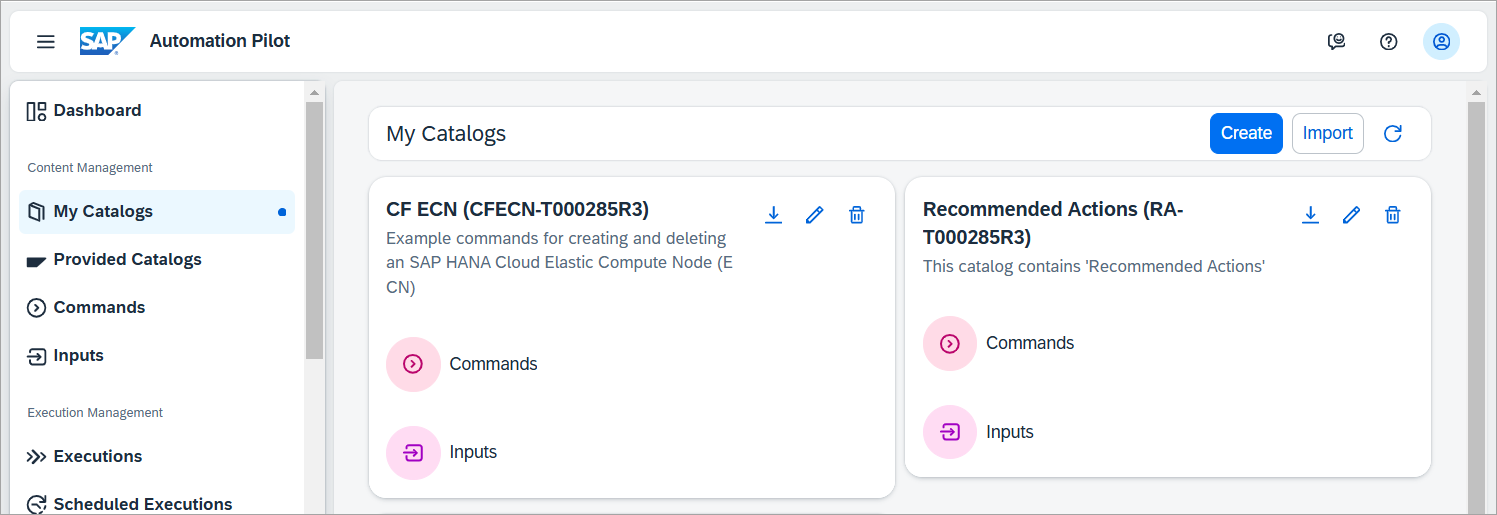 SAP Automation Pilot
Dashboard
Content Management
My Catalogs
Provided Catalogs
Commands
Inputs
Execution Management
Executions
Scheduled Executions
My Catalogs
Create
Import
CF ECN (CFECN-T000285R3)
Example commands for creating and deleting
an SAP HANA Cloud Elastic Compute Node (E
CN)
Commands
Inputs
Recommended Actions (RA-
T000285R3)
This catalog contains 'Recommended Actions'
Commands
Inputs